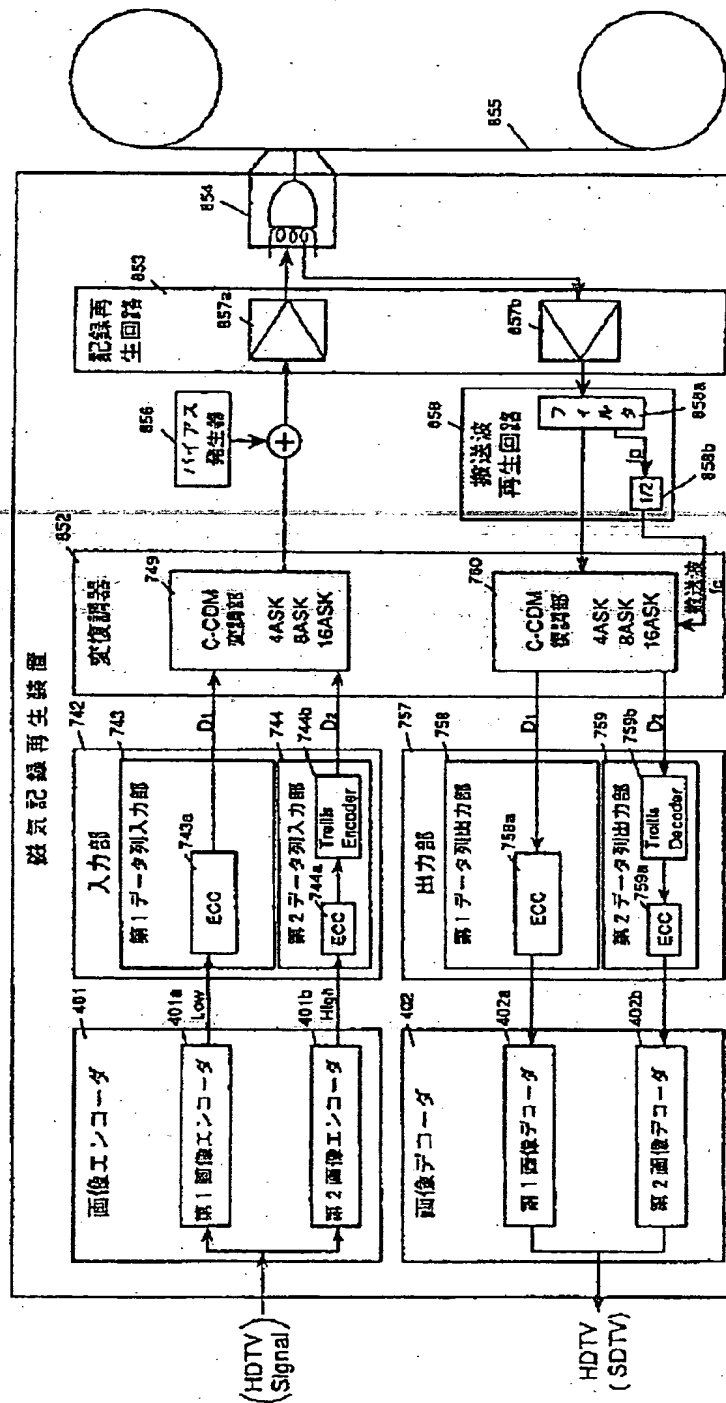 磁気記録再生装置
(HDTV
Signal)
401
画像エンコーダ
401a
第1画像エンコーダ
Low
401b
第2画像エンコーダ
High
742
入力部
743
第1データ列入力部
743a
ECC
D1
744
第2データ列入力部
744a
ECC
744b
Trellis
Encoder
D2
852
変復調器
749
C-CDM
変調部
4ASK
8ASK
16ASK
856
バイアス
発生器
+
853
記録再
生回路
857a
854
855
857b
858
搬送波
再生回路
フィルタ
858a
1/2
858b
搬送波
fc
760
C-CDM
復調部
4ASK
8ASK
16ASK
D1
D2
757
出力部
758
第1データ列出力部
758a
ECC
759
第2データ列出力部
759a
ECC
759b
Trellis
Decoder
402
画像デコーダ
402a
第1画像デコーダ
402b
第2画像デコーダ
HDTV
(SDTV)